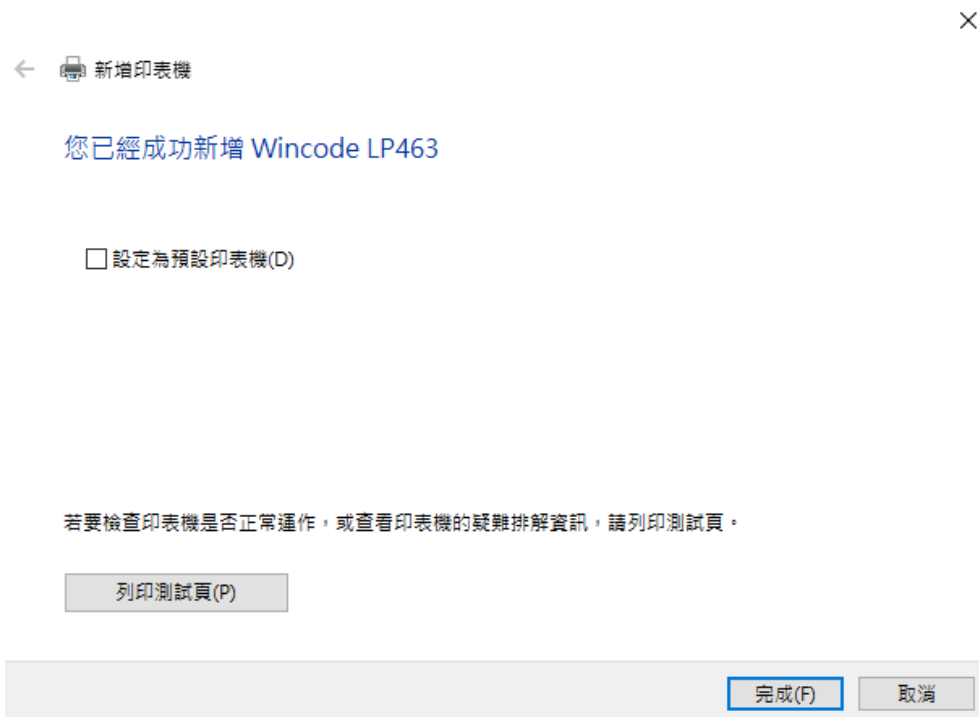 新增印表機
您已經成功新增 Wincode LP463
設定為預設印表機(D)
若要檢查印表機是否正常運作，或查看印表機的疑難排解資訊，請列印測試頁。
列印測試頁(P)
完成(F) 取消